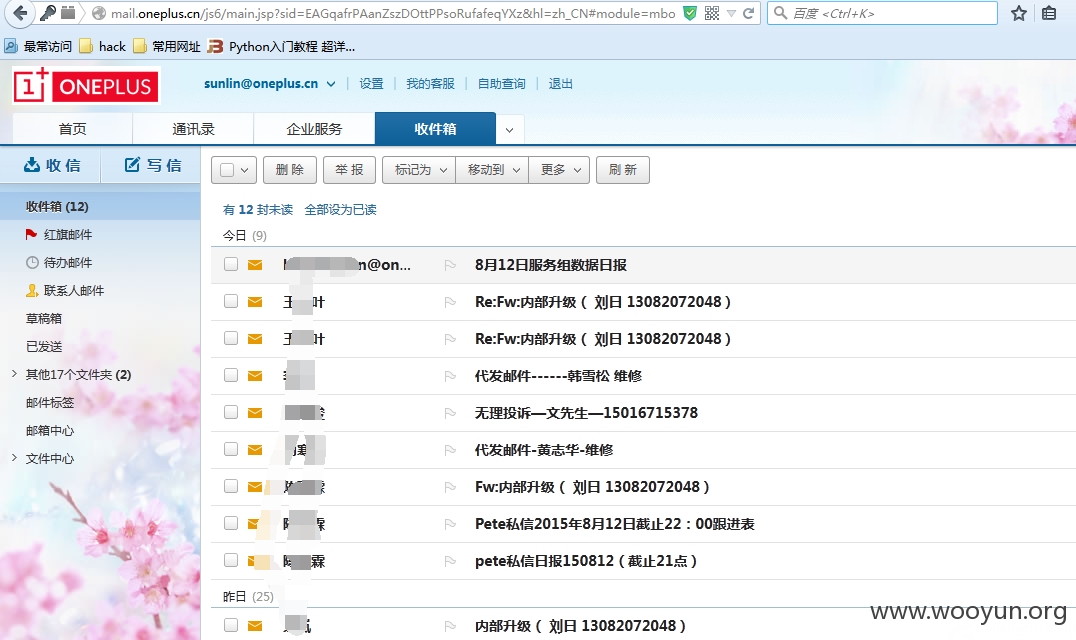 mail.oneplus.cn/js6/main.jsp?sid=EAGqafrPAanZszDOttPPsoRufafeqYXz&hl=zh_CN#module=mbo
百度 <Ctrl+K>
最常访问 hack 常用网址 Python入门教程 超详...
1+ ONEPLUS
sunlin@oneplus.cn 设置 我的客服 自助查询 退出
首页 通讯录 企业服务 收件箱
收信 写信
删除 举报 标记为 移动到 更多 刷新
收件箱 (12)
红旗邮件
待办邮件
联系人邮件
草稿箱
已发送
其他17个文件夹 (2)
邮件标签
邮箱中心
文件中心
有 12 封未读 全部设为已读
今日 (9)
n@on... 8月12日服务组数据日报
王 叶 Re:Fw:内部升级（ 刘日 13082072048 ）
王 叶 Re:Fw:内部升级（ 刘日 13082072048 ）
代发邮件------韩雪松 维修
无理投诉—文先生—15016715378
代发邮件-黄志华-维修
霖 Fw:内部升级（ 刘日 13082072048 ）
陈 霖 Pete私信2015年8月12日截止22：00跟进表
陈 霖 pete私信日报150812（截止21点）
昨日 (25)
内部升级（ 刘日 13082072048 ）
www.wooyun.org